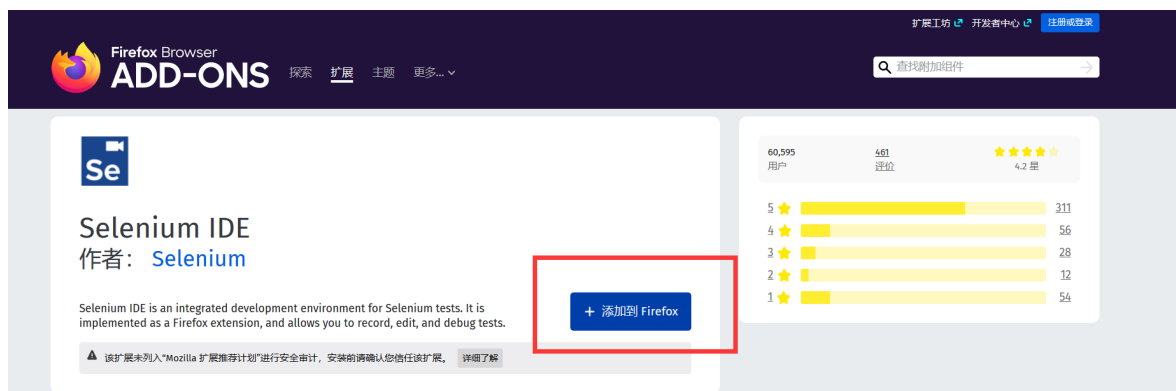 扩展工坊 开发者中心 注册或登录
Firefox Browser
ADD-ONS 探索 扩展 主题 更多...
查找附加组件
Se
Selenium IDE
作者： Selenium
Selenium IDE is an integrated development environment for Selenium tests. It is
implemented as a Firefox extension, and allows you to record, edit, and debug tests.
+ 添加到 Firefox
该扩展未列入“Mozilla 扩展推荐计划”进行安全审计，安装前请确认您信任该扩展。 详细了解
60,595 461
用户 评价 4.2 星
5 311
4 56
3 28
2 12
1 54